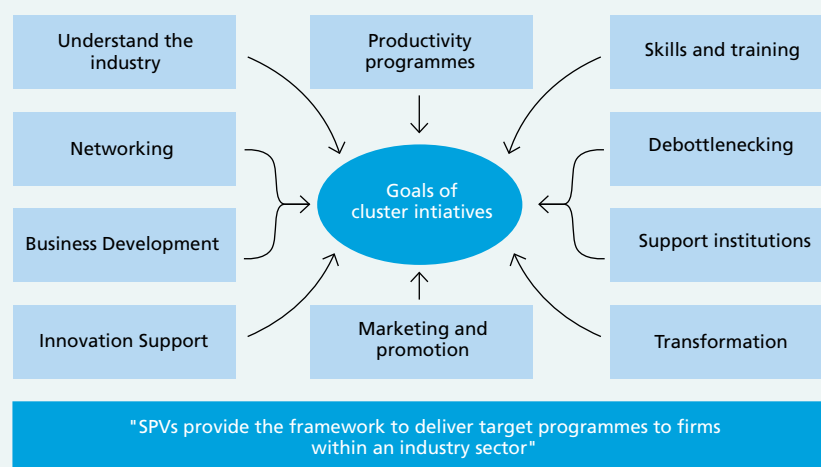 Understand the
industry
Productivity
programmes
Skills and training
Networking
Debottlenecking
Goals of
cluster intiatives
Business Development
Support institutions
Innovation Support
Marketing and
promotion
Transformation
"SPVs provide the framework to deliver target programmes to firms
within an industry sector"